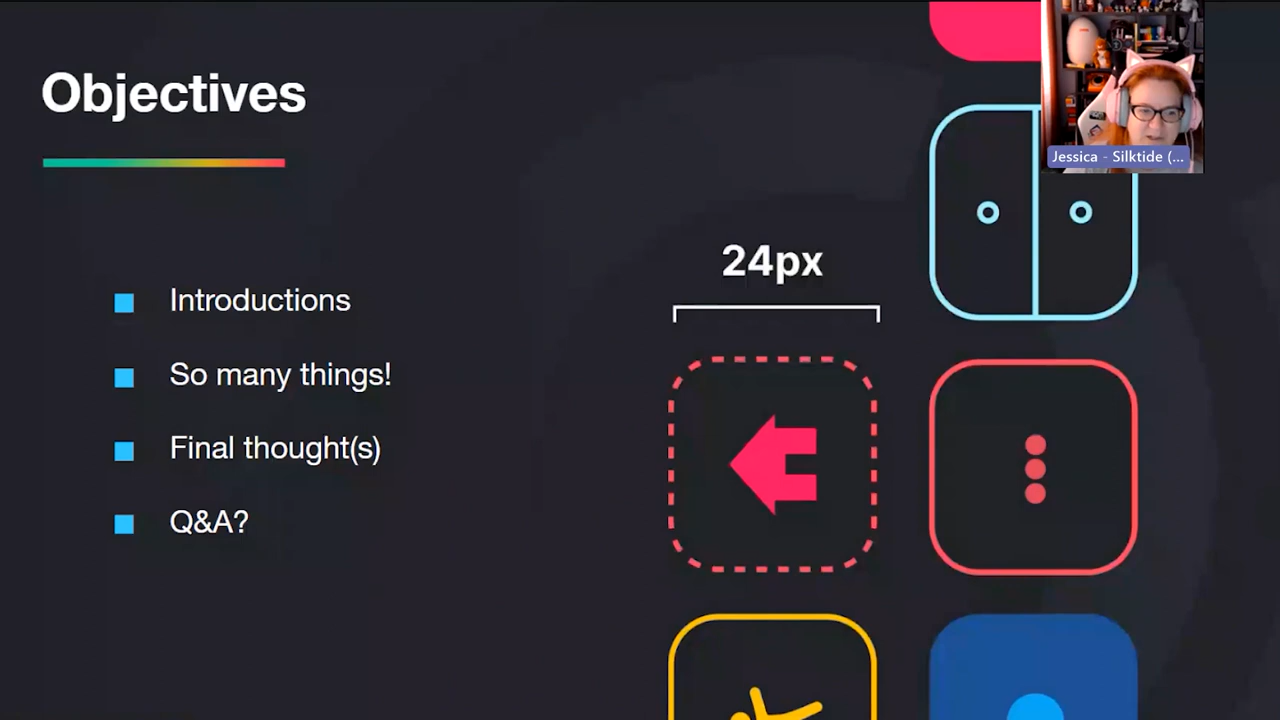 Objectives
Introductions
So many things!
Final thought(s)
Q&A?
24px
Jessica - Silktide (...